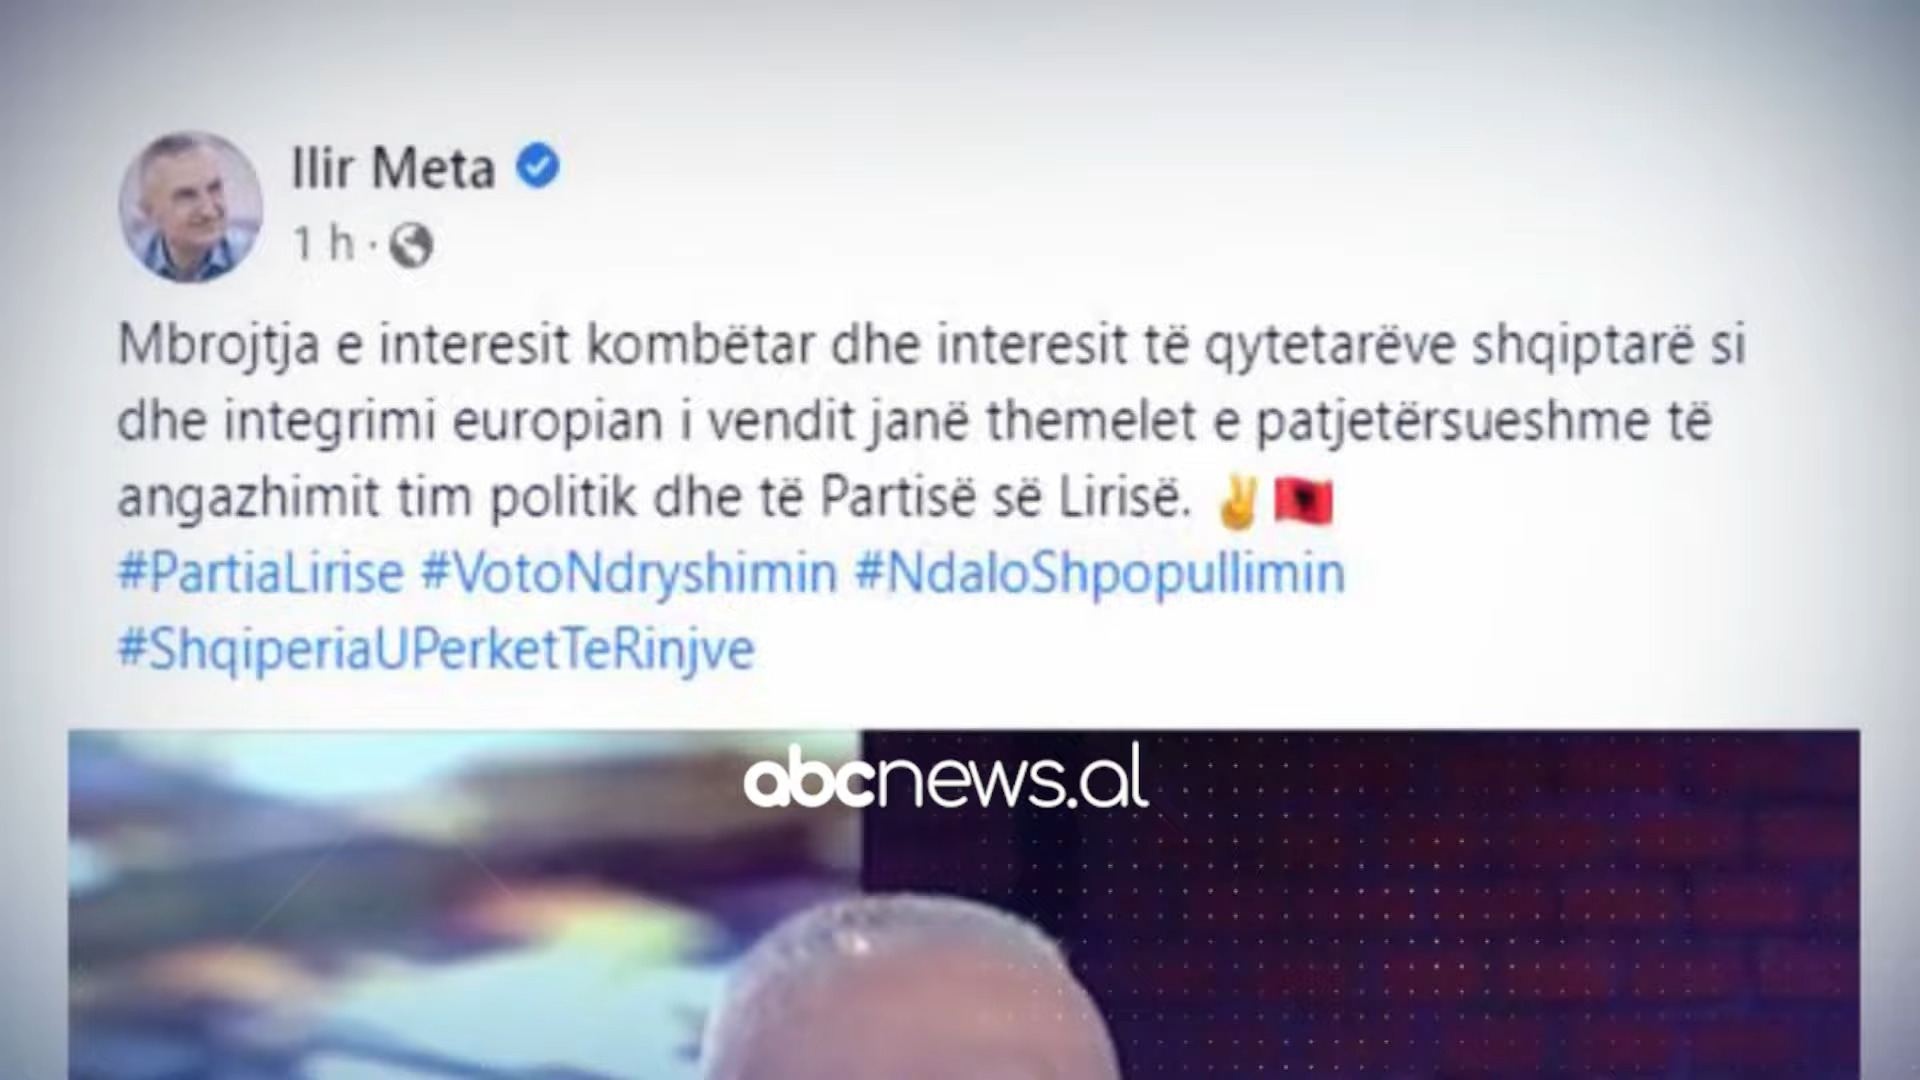 Ilir Meta
1 h ·
Mbrojtja e interesit kombëtar dhe interesit të qytetarëve shqiptarë si
dhe integrimi europian i vendit janë themelet e patjetërsueshme të
angazhimit tim politik dhe të Partisë së Lirisë. ✌️🇦🇱
#PartiaLirise #VotoNdryshimin #NdaloShpopullimin
#ShqiperiaUPerketTeRinjve
abcnews.al